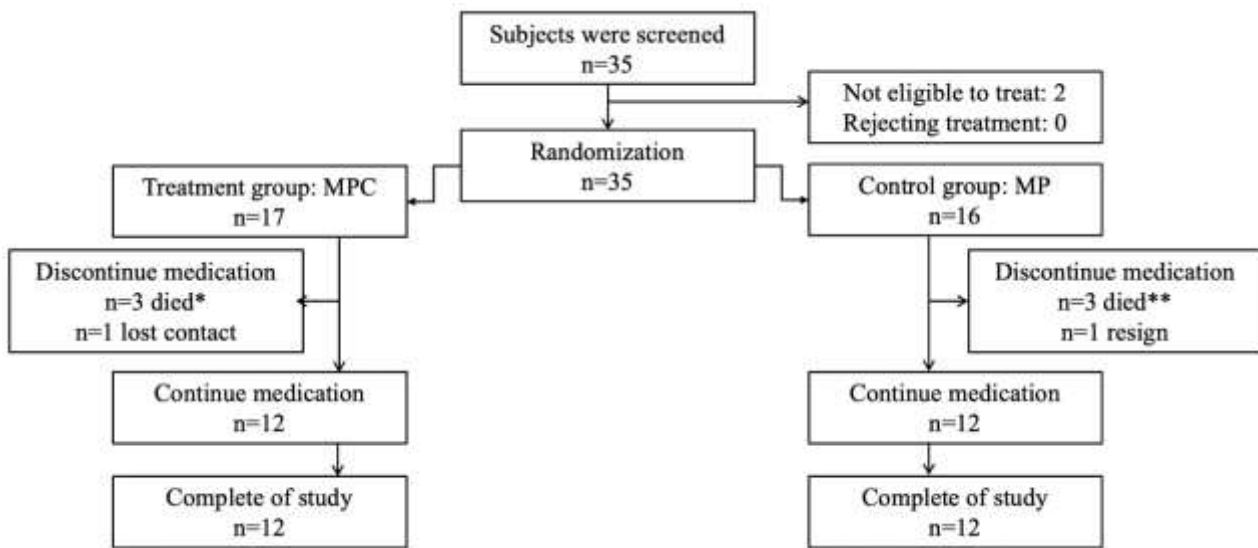 Subjects were screened
n=35
Not eligible to treat: 2
Rejecting treatment: 0
Randomization
n=35
Treatment group: MPC
n=17
Control group: MP
n=16
Discontinue medication
n=3 died*
n=1 lost contact
Discontinue medication
n=3 died**
n=1 resign
Continue medication
n=12
Continue medication
n=12
Complete of study
n=12
Complete of study
n=12